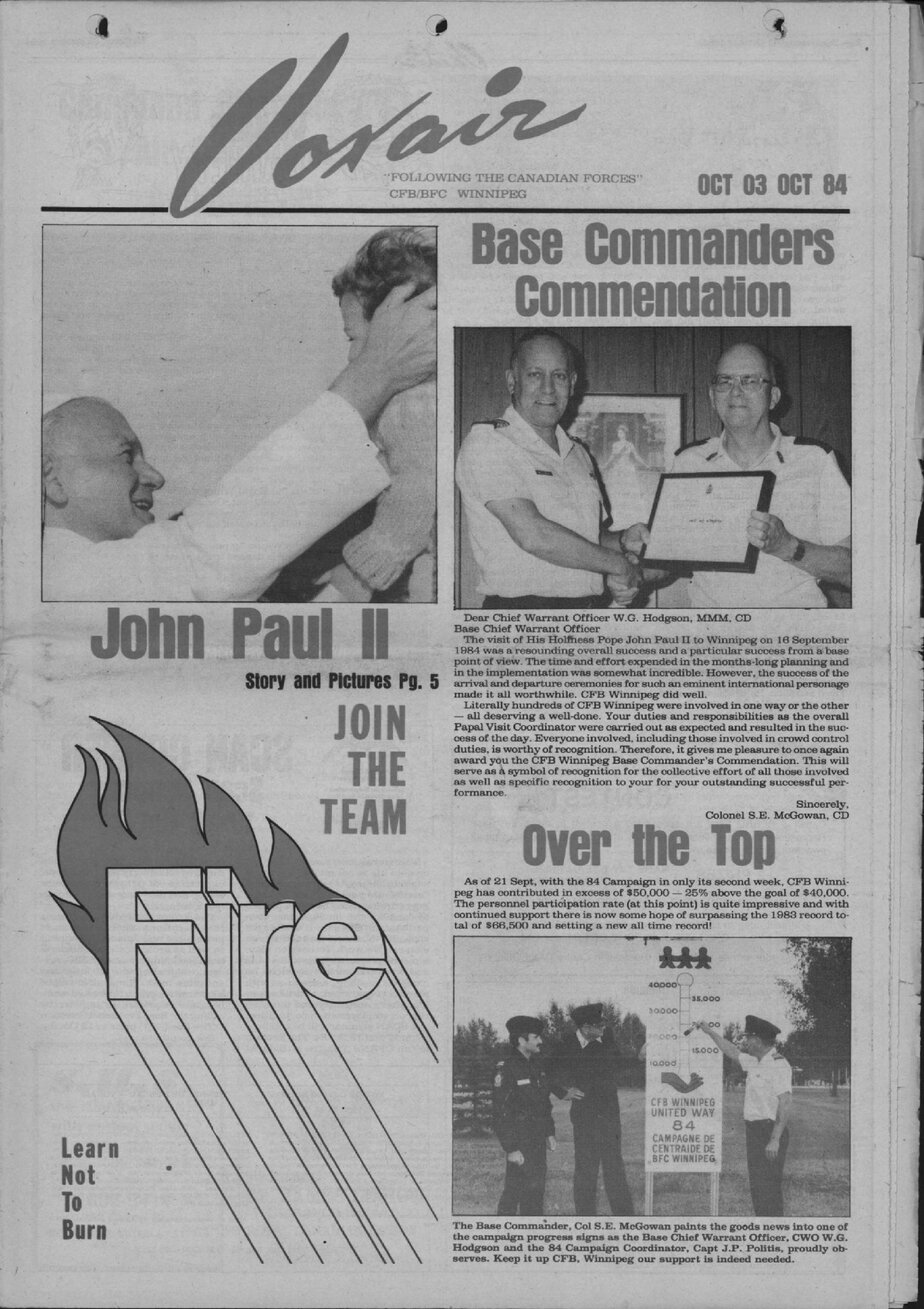 Voxair
"FOLLOWING THE CANADIAN FORCES"
CFB/BFC WINNIPEG
OCT 03 OCT 84
John Paul II
Story and Pictures Pg. 5
JOIN
THE
TEAM
Fire
Learn
Not
To
Burn
Base Commanders
Commendation
Dear Chief Warrant Officer W.G. Hodgson, MMM, CD
Base Chief Warrant Officer
The visit of His Holfness Pope John Paul II to Winnipeg on 16 September
1984 was a resounding overall success and a particular success from a base
point of view. The time and effort expended in the months-long planning and
in the implementation was somewhat incredible. However, the success of the
arrival and departure ceremonies for such an eminent international personage
made it all worthwhile. CFB Winnipeg did well.
Literally hundreds of CFB Winnipeg were involved in one way or the other
— all deserving a well-done. Your duties and responsibilities as the overall
Papal Visit Coordinator were carried out as expected and resulted in the suc-
cess of the day. Everyone involved, including those involved in crowd control
duties, is worthy of recognition. Therefore, it gives me pleasure to once again
award you the CFB Winnipeg Base Commander's Commendation. This will
serve as a symbol of recognition for the collective effort of all those involved
as well as specific recognition to your for your outstanding successful per-
formance.
Sincerely,
Colonel S.E. McGowan, CD
Over the Top
As of 21 Sept, with the 84 Campaign in only its second week, CFB Winni-
peg has contributed in excess of $50,000 — 25% above the goal of $40,000.
The personnel participation rate (at this point) is quite impressive and with
continued support there is now some hope of surpassing the 1983 record to-
tal of $66,500 and setting a new all time record!
40,000
35,000
30,000
15,000
10,000
CFB WINNIPEG
UNITED WAY
84
CAMPAGNE DE
CENTRAIDE DE
BFC WINNIPEG
The Base Commander, Col S.E. McGowan paints the goods news into one of
the campaign progress signs as the Base Chief Warrant Officer, CWO W.G.
Hodgson and the 84 Campaign Coordinator, Capt J.P. Politis, proudly ob-
serves. Keep it up CFB, Winnipeg our support is indeed needed.